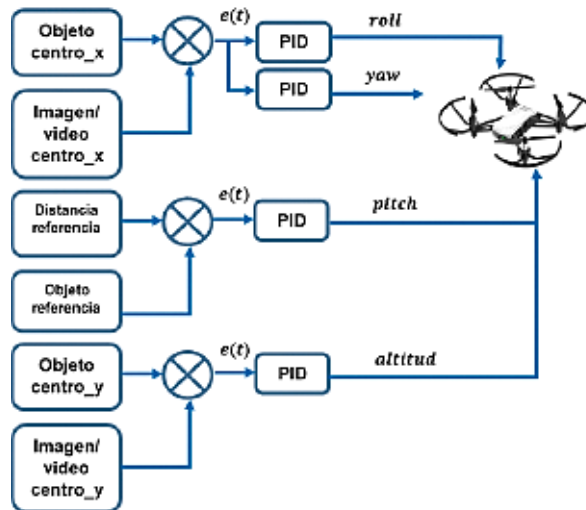 Objeto
centro_x
e(t)
PID
roll
PID
yaw
Imagen/
video
centro_x
Distancia
referencia
e(t)
PID
pitch
Objeto
referencia
Objeto
centro_y
e(t)
PID
altitud
Imagen/
video
centro_y